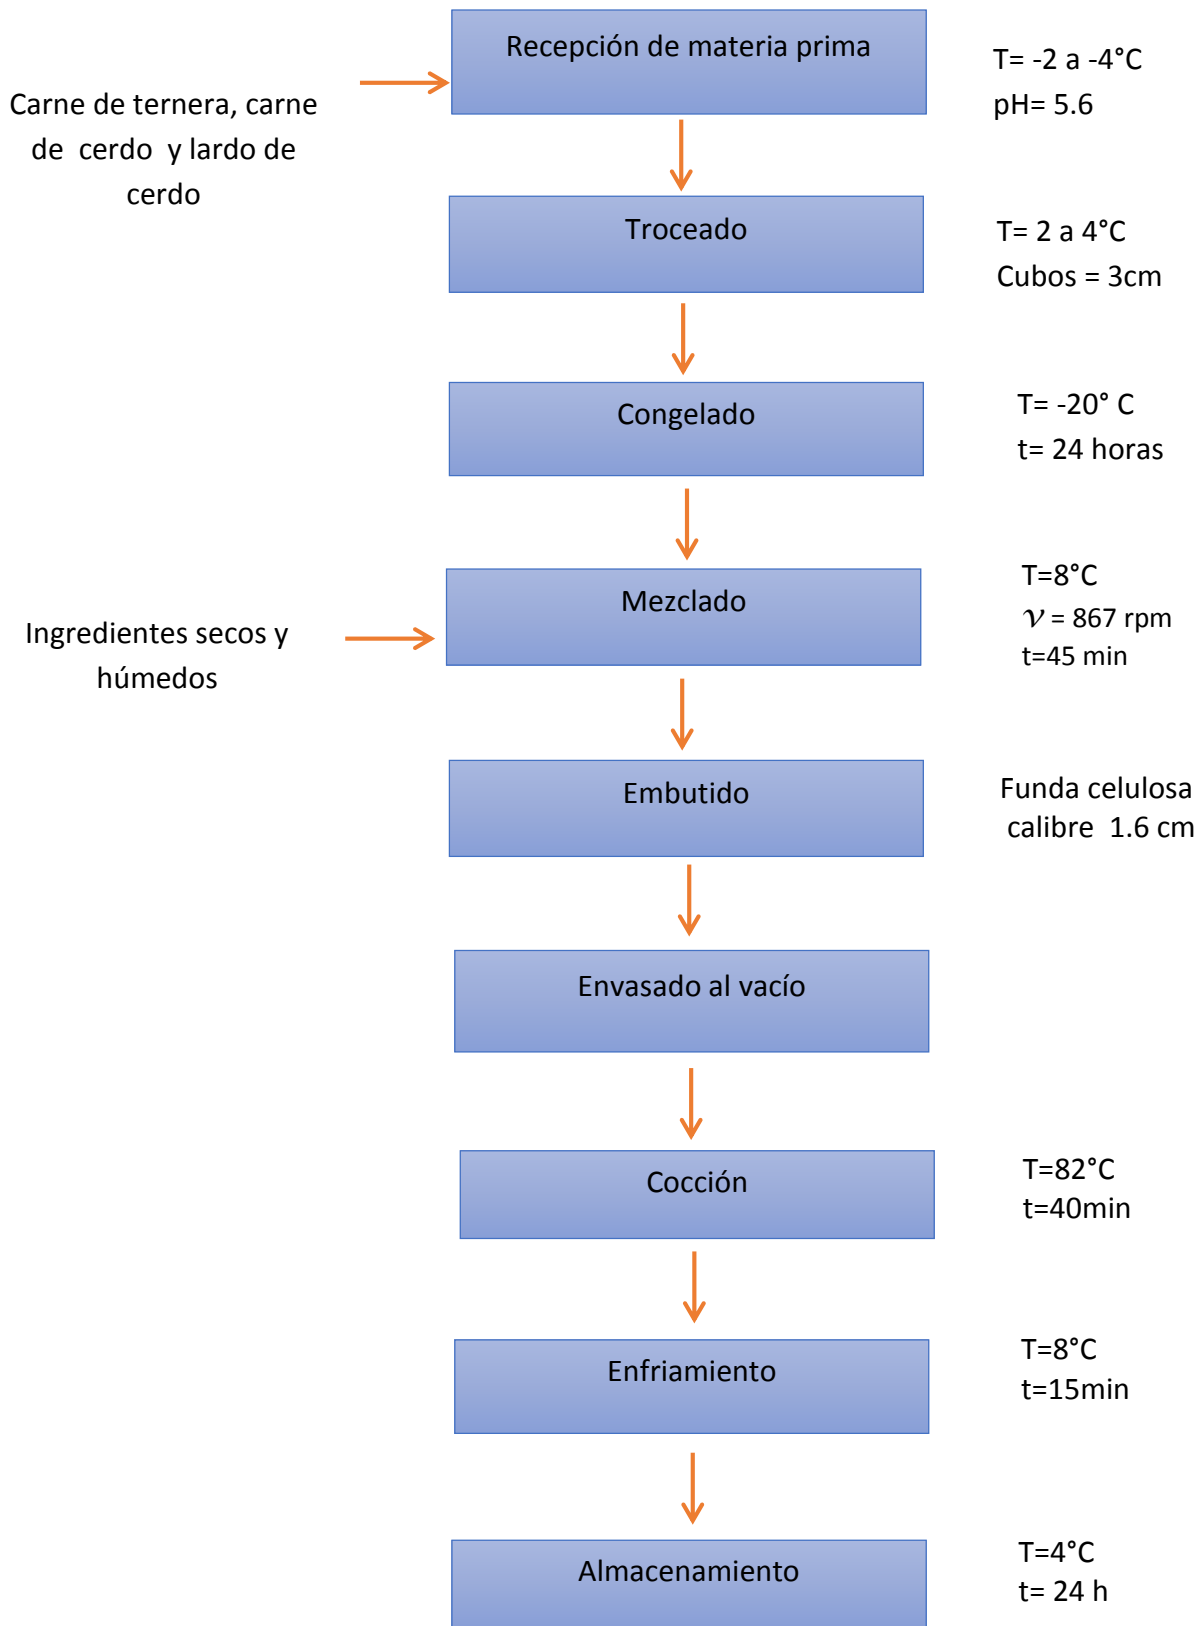 Recepción de materia prima
T= -2 a -4°C
pH= 5.6
Carne de ternera, carne
de cerdo y lardo de
cerdo
Troceado
T= 2 a 4°C
Cubos = 3cm
Congelado
T= -20° C
t= 24 horas
Mezclado
T=8°C
𝒱 = 867 rpm
t=45 min
Ingredientes secos y
húmedos
Embutido
Funda celulosa
calibre 1.6 cm
Envasado al vacío
Cocción
T=82°C
t=40min
Enfriamiento
T=8°C
t=15min
Almacenamiento
T=4°C
t= 24 h